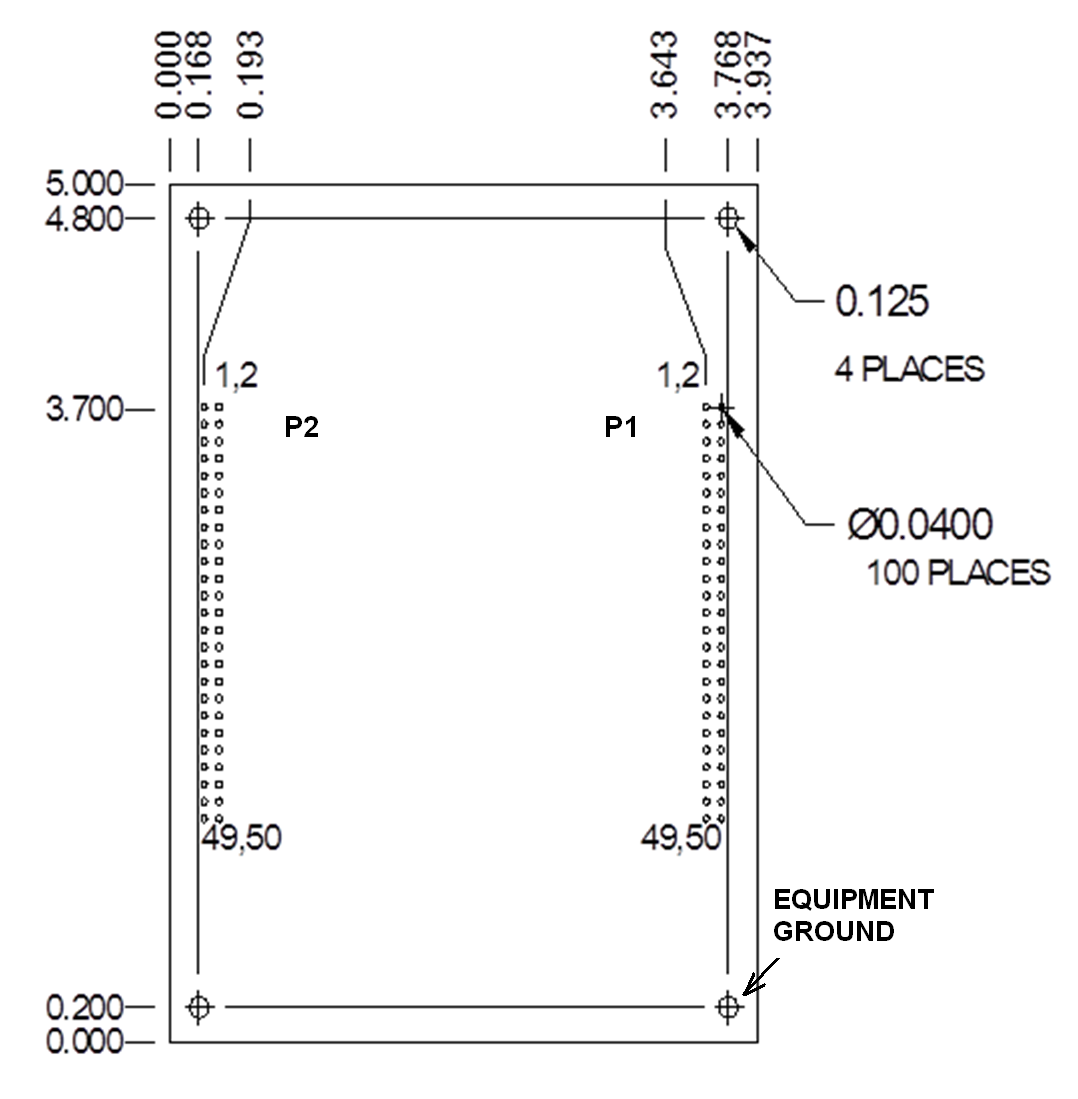 0.000
0.168
0.193
3.643
3.768
3.937
5.000
4.800
0.125
4 PLACES
1,2
1,2
3.700
P2
P1
Ø0.0400
100 PLACES
49,50
49,50
EQUIPMENT
GROUND
0.200
0.000